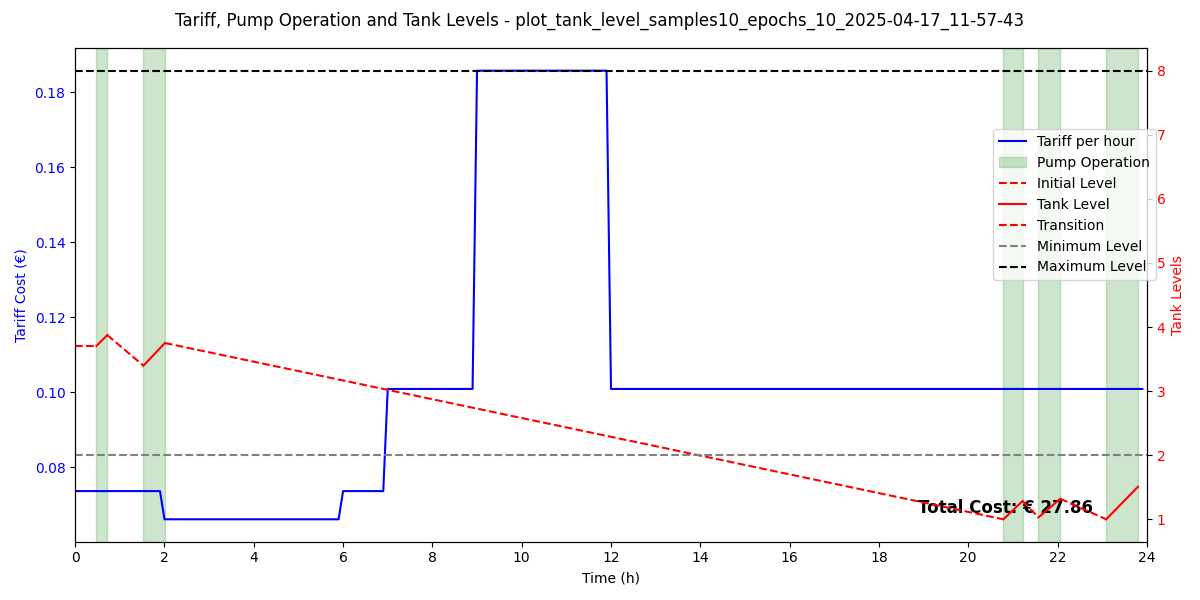 Tariff, Pump Operation and Tank Levels - plot_tank_level_samples10_epochs_10_2025-04-17_11-57-43
0.18
0.16
0.14
0.12
0.10
0.08
Tariff Cost (€)
8
7
6
5
4
3
2
1
Tank Levels
Tariff per hour
Pump Operation
Initial Level
Tank Level
Transition
Minimum Level
Maximum Level
Total Cost: € 27.86
0 2 4 6 8 10 12 14 16 18 20 22 24
Time (h)